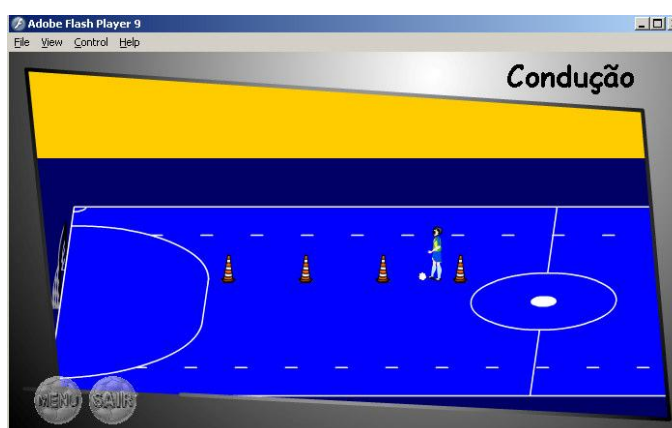 Adobe Flash Player 9
File View Control Help
Condução
MENU SAIR